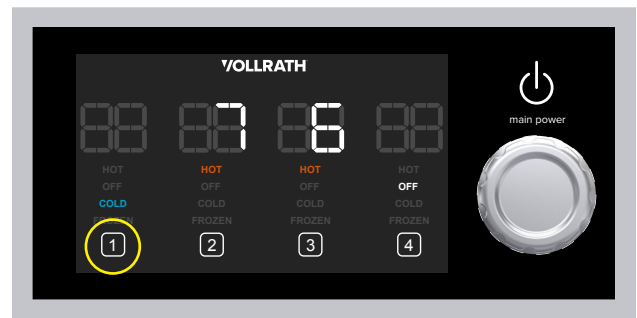 VOLLRATH
main power
7 6
HOT HOT HOT HOT
OFF OFF OFF OFF
COLD COLD COLD COLD
FROZEN FROZEN FROZEN FROZEN
1 2 3 4